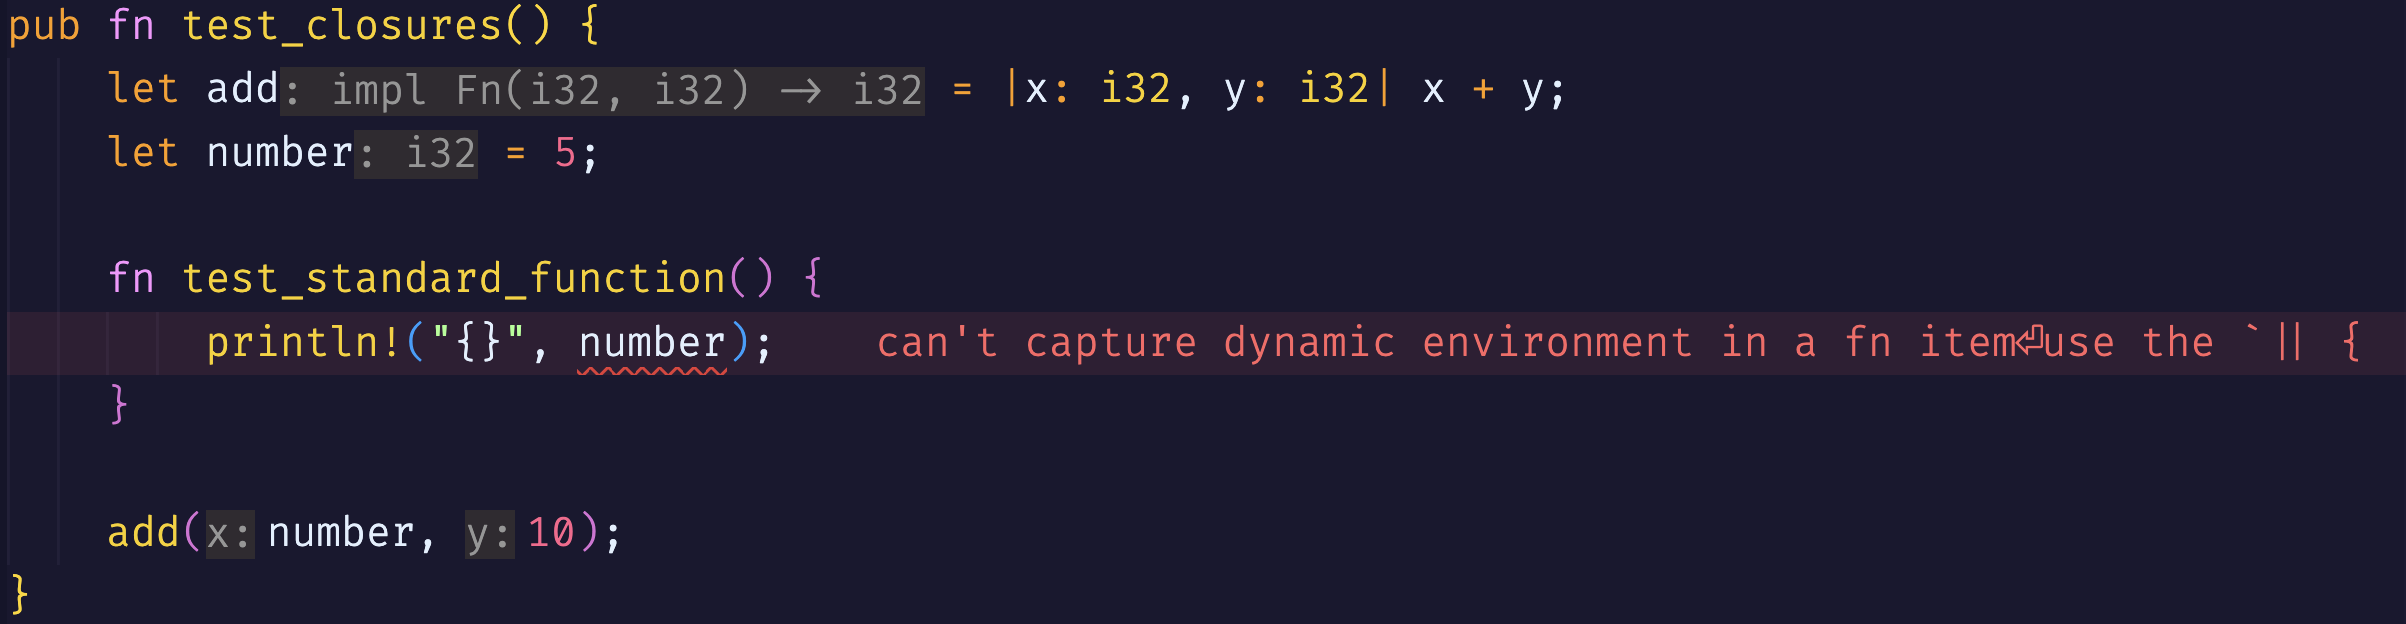 pub fn test_closures() {
    let add: impl Fn(i32, i32) → i32 = |x: i32, y: i32| x + y;
    let number: i32 = 5;

    fn test_standard_function() {
        println!("{}", number);    can't capture dynamic environment in a fn item⏎use the `|| {
    }

    add(x: number, y: 10);
}